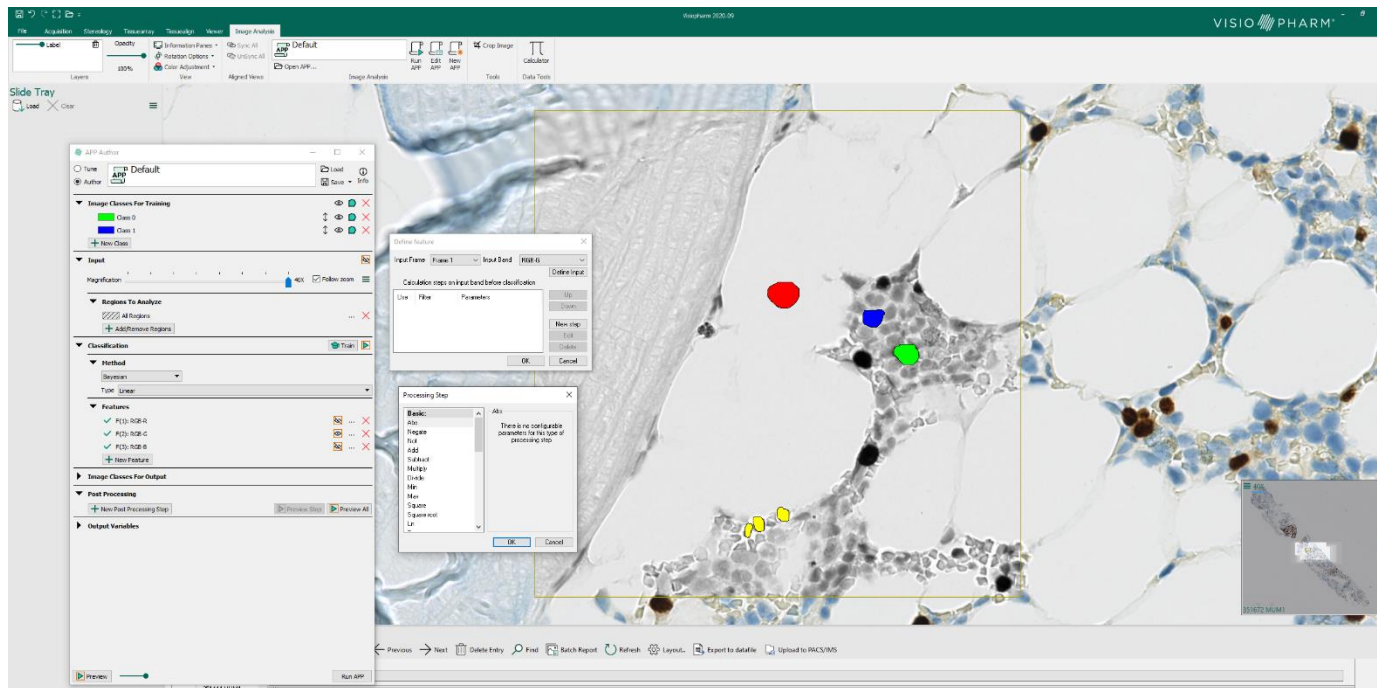 Visiopharm 2020.09
VISIO PHARM
File Acquisition Stereology Tissuearray Tissuealign Viewer Image Analysis
Label
Opacity
100%
Layers
Information Panes
Rotation Options
Color Adjustment
View
Sync All
UnSync All
Aligned Views
APP Default
Open APP...
Run APP
Edit APP
New APP
Image Analysis
Crop Image
Tools
Calculator
Data Tools
Slide Tray
Load Clear
APP Author
Tune
Author
APP Default
Load
Save
Info
Image Classes For Training
Class 0
Class 1
New Class
Input
Magnification 40X Follow zoom
Regions To Analyze
All Regions ...
Add/Remove Regions
Classification Train
Method
Bayesian
Type Linear
Features
F(1): RGB-R ...
F(2): RGB-G ...
F(3): RGB-B ...
New Feature
Image Classes For Output
Post Processing
New Post Processing Step Preview Step Preview All
Output Variables
Preview Run APP
Define feature
Input Frame Frame 1 Input Band RGB-G
Define Input
Calculation steps on input band before classification
Use Filter Parameters
Up
Down
New step
Edit
Delete
OK Cancel
Processing Step
Basic:
Abs
Negate
Not
Add
Subtract
Multiply
Divide
Min
Max
Square
Square root
Ln
Abs
There is no configurable
parameters for this type of
processing step
OK Cancel
40X
Previous Next Delete Entry Find Batch Report Refresh Layout... Export to datafile Upload to PACS/IMS